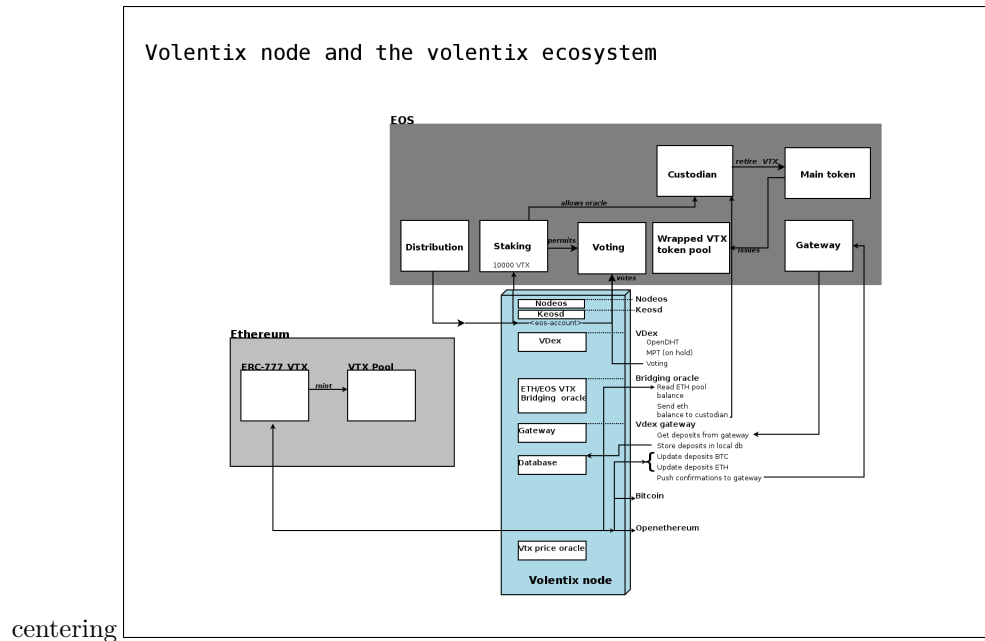 Volentix node and the volentix ecosystem
EOS
Custodian
retire VTX
Main token
allows oracle
Distribution
Staking
10000 VTX
permits
Voting
Wrapped VTX
token pool
issues
Gateway
votes
Nodeos
Keosd
<eos-account>
VDex
ETH/EOS VTX
Bridging oracle
Gateway
Database
Vtx price oracle
Volentix node
Nodeos
Keosd
VDex
OpenDHT
MPT (on hold)
Voting
Bridging oracle
Read ETH pool
balance
Send eth
balance to custodian
Vdex gateway
Get deposits from gateway
Store deposits in local db
Update deposits BTC
Update deposits ETH
Push confirmations to gateway
Bitcoin
Openethereum
Ethereum
ERC-777 VTX
mint
VTX Pool
centering